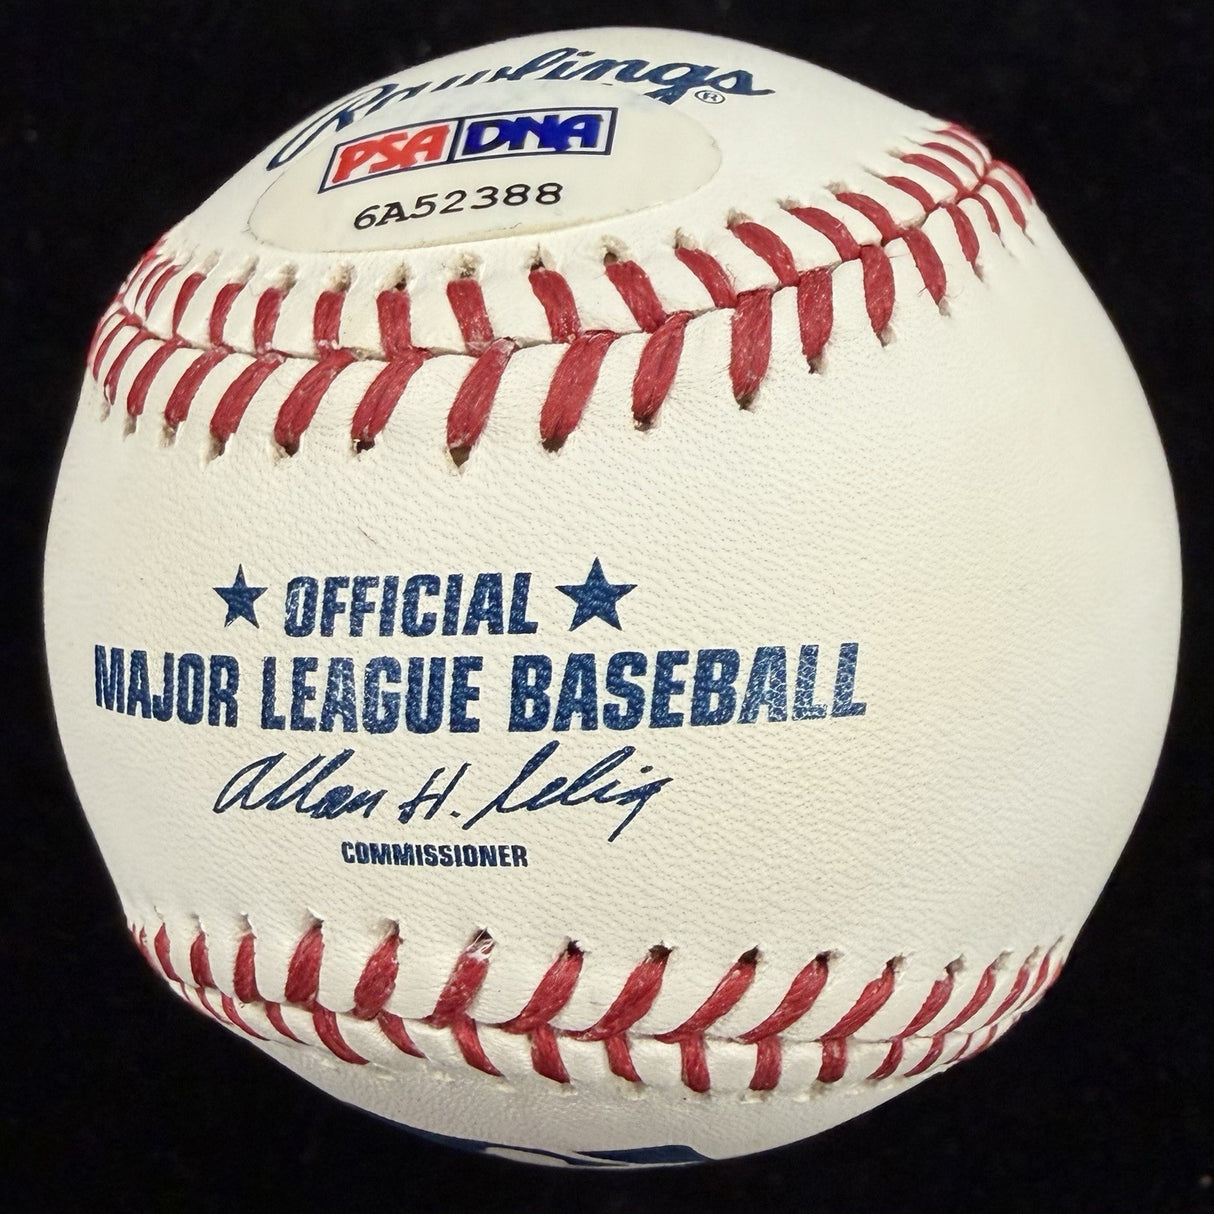 Rawlings®
PSA DNA
6A52388
★ OFFICIAL ★
MAJOR LEAGUE BASEBALL
Allan H. Selig
COMMISSIONER